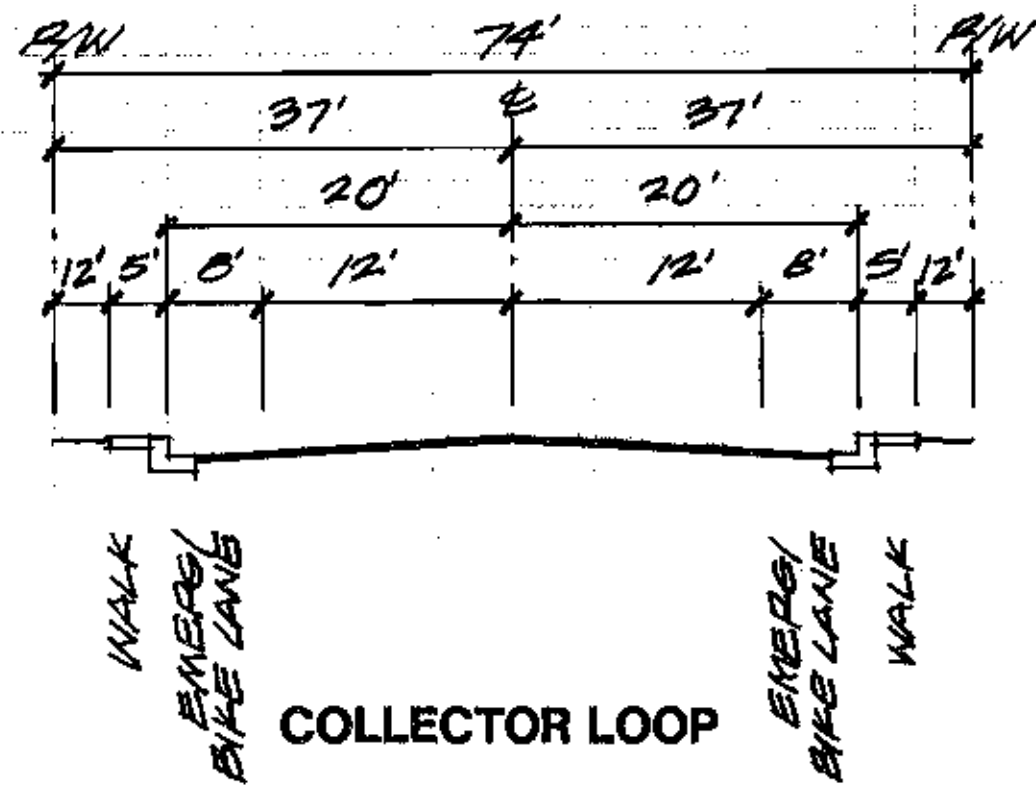 R/W 74' R/W
37' ℄ 37'
20' 20'
12' 5' 8' 12' 12' 8' 5' 12'
WALK
EMERG/
BIKE LANE
EMERG/
BIKE LANE
WALK
COLLECTOR LOOP